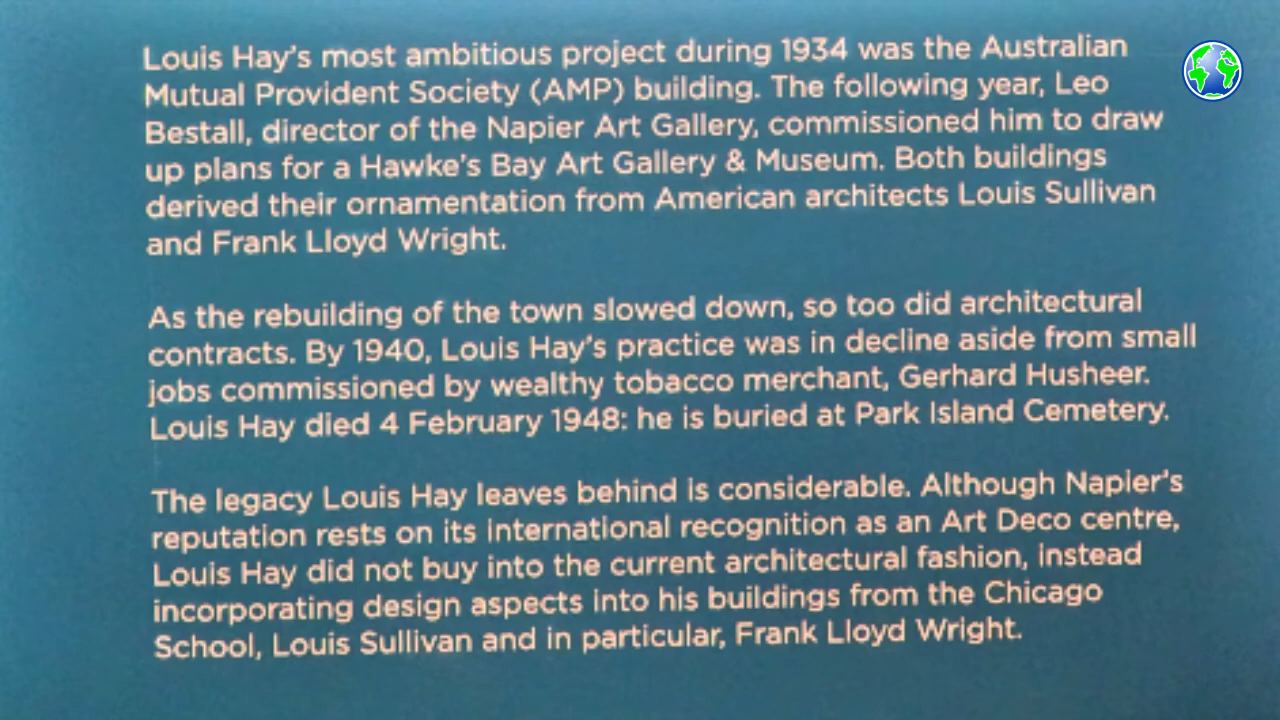 Louis Hay's most ambitious project during 1934 was the Australian
Mutual Provident Society (AMP) building. The following year, Leo
Bestall, director of the Napier Art Gallery, commissioned him to draw
up plans for a Hawke's Bay Art Gallery & Museum. Both buildings
derived their ornamentation from American architects Louis Sullivan
and Frank Lloyd Wright.
As the rebuilding of the town slowed down, so too did architectural
contracts. By 1940, Louis Hay's practice was in decline aside from small
jobs commissioned by wealthy tobacco merchant, Gerhard Husheer.
Louis Hay died 4 February 1948: he is buried at Park Island Cemetery.
The legacy Louis Hay leaves behind is considerable. Although Napier's
reputation rests on its international recognition as an Art Deco centre,
Louis Hay did not buy into the current architectural fashion, instead
incorporating design aspects into his buildings from the Chicago
School, Louis Sullivan and in particular, Frank Lloyd Wright.